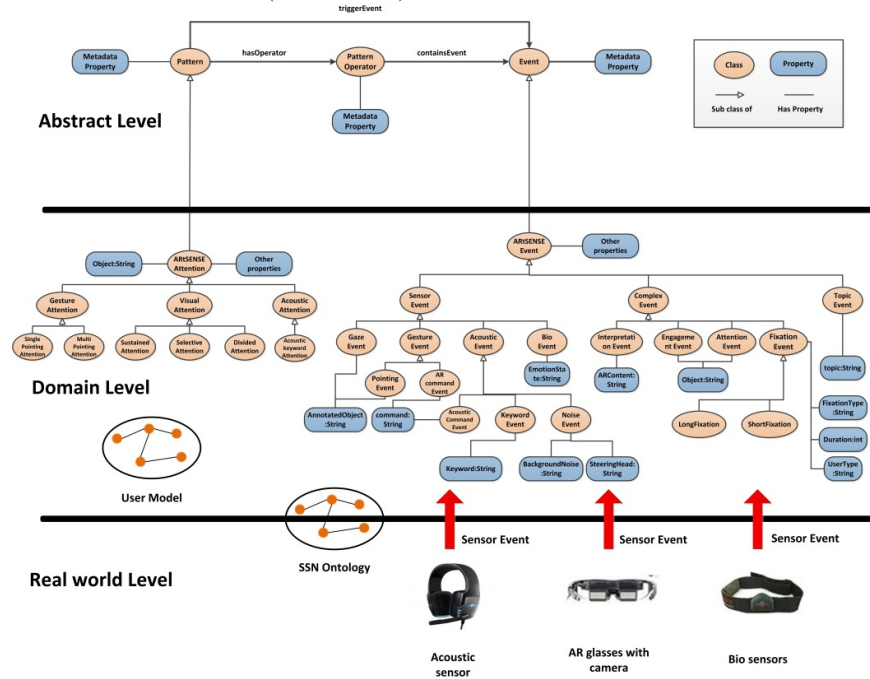 triggerEvent
Metadata
Property
Pattern
hasOperator
Pattern
Operator
containsEvent
Event
Metadata
Property
Class
Property
Sub class of
Has Property
Metadata
Property
Abstract Level
Object:String
ARtSENSE
Attention
Other
properties
ARtSENSE
Event
Other
properties
Gesture
Attention
Visual
Attention
Acoustic
Attention
Sensor
Event
Complex
Event
Topic
Event
Single
Pointing
Attention
Multi
Pointing
Attention
Sustained
Attention
Selective
Attention
Divided
Attention
Acoustic
keyword
Attention
Gaze
Event
Gesture
Event
Acoustic
Event
Bio
Event
Interpretati
on Event
Engageme
nt Event
Attention
Event
Fixation
Event
Pointing
Event
AR
command
Event
EmotionSta
te:String
ARContent:
String
Object:String
topic:String
Domain Level
AnnotatedObject
:String
command:
String
Acoustic
Command
Event
Keyword
Event
Noise
Event
LongFixation
ShortFixation
FixationType
:String
Duration:int
UserType
:String
Keyword:String
BackgroundNoise
:String
SteeringHead:
String
User Model
SSN Ontology
Sensor Event
Sensor Event
Sensor Event
Real world Level
Acoustic
sensor
AR glasses with
camera
Bio sensors